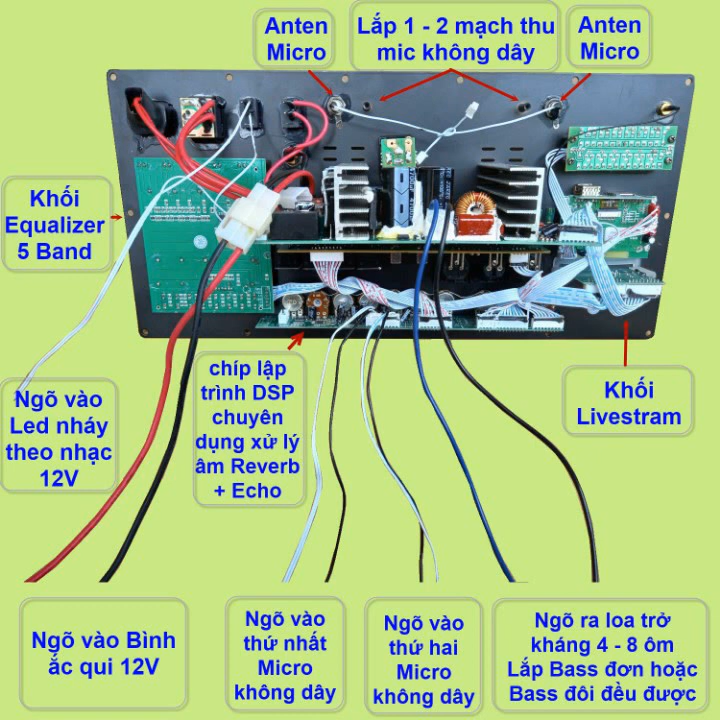 Anten
Micro
Lắp 1 - 2 mạch thu
mic không dây
Anten
Micro
Khối
Equalizer
5 Band
Ngõ vào
Led nháy
theo nhạc
12V
chíp lập
trình DSP
chuyên
dụng xử lý
âm Reverb
+ Echo
Khối
Livestram
Ngõ vào Bình
ắc qui 12V
Ngõ vào
thứ nhất
Micro
không dây
Ngõ vào
thứ hai
Micro
không dây
Ngõ ra loa trở
kháng 4 - 8 ôm
Lắp Bass đơn hoặc
Bass đôi đều được